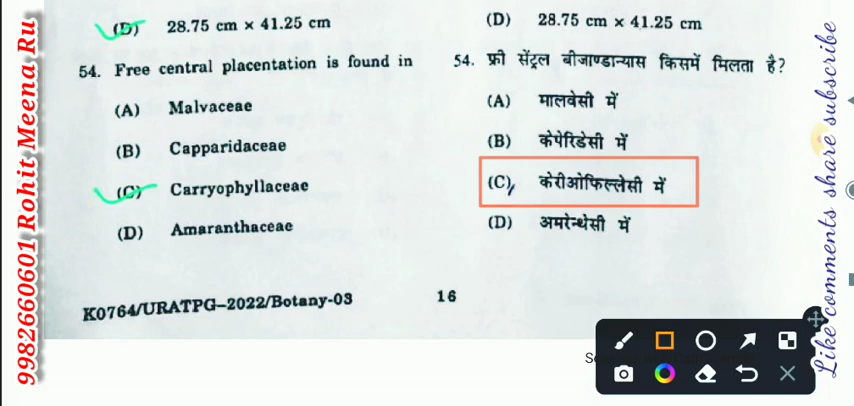 9982660601 Rohit Meena Ru
(D) 28.75 cm × 41.25 cm
54. Free central placentation is found in
(A) Malvaceae
(B) Capparidaceae
(C) Carryophyllaceae
(D) Amaranthaceae
(D) 28.75 cm × 41.25 cm
54. फ्री सेंट्रल बीजाण्डान्यास किसमें मिलता है?
(A) मालवेसी में
(B) केपेरिडेसी में
(C) केरीओफिल्लेसी में
(D) अमरेन्थेसी में
K0764/URATPG–2022/Botany-03
16
Like comments share subscribe